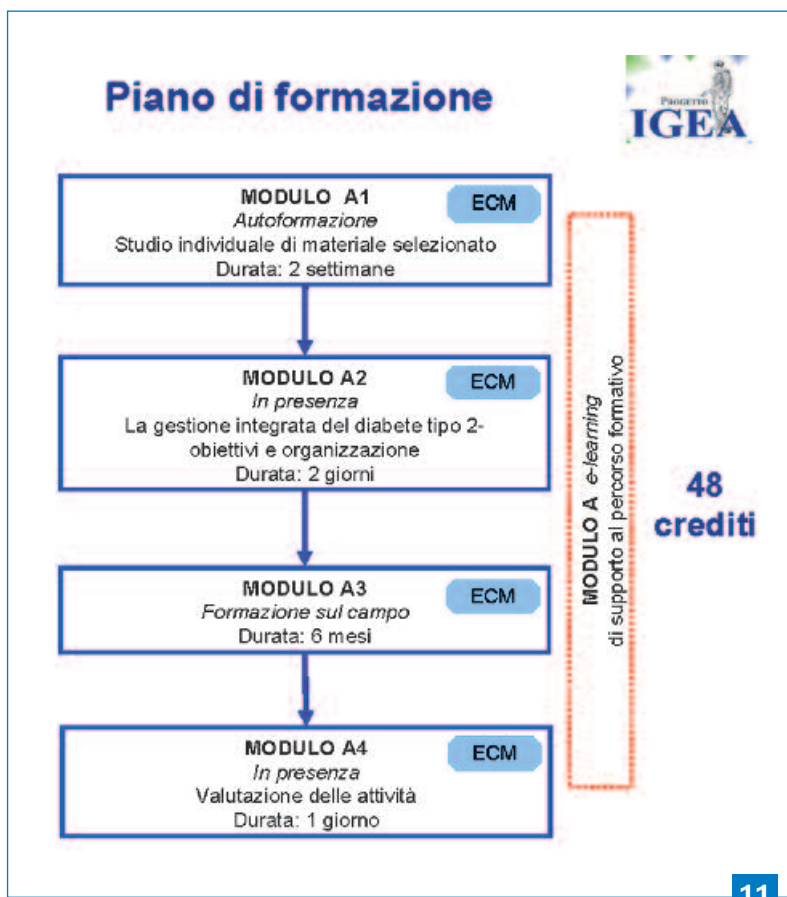 Piano di formazione
PROGETTO
IGEA
MODULO A1
ECM
Autoformazione
Studio individuale di materiale selezionato
Durata: 2 settimane
MODULO A2
ECM
In presenza
La gestione integrata del diabete tipo 2-
obiettivi e organizzazione
Durata: 2 giorni
MODULO A3
ECM
Formazione sul campo
Durata: 6 mesi
MODULO A4
ECM
In presenza
Valutazione delle attività
Durata: 1 giorno
MODULO A e-learning
di supporto al percorso formativo
48
crediti
11